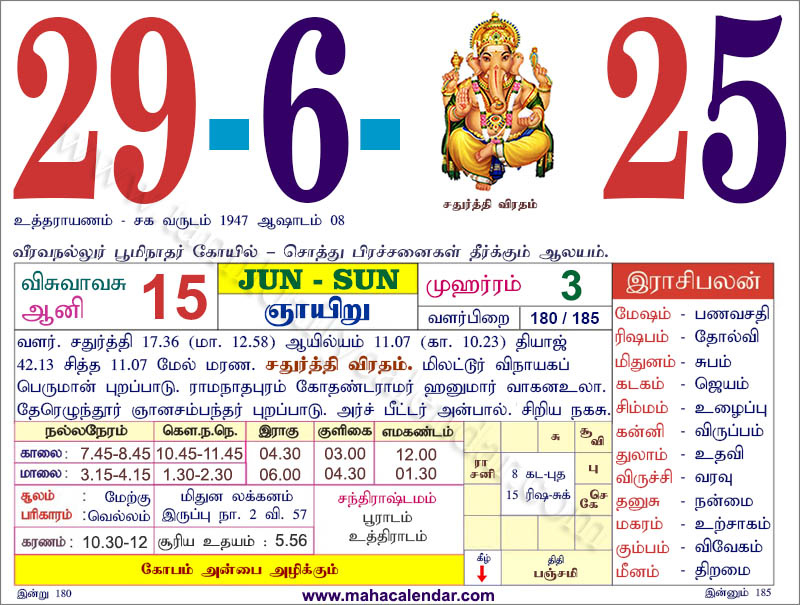 29-6- 25
சதுர்த்தி விரதம்
உத்தராயணம் - சக வருடம் 1947 ஆஷாடம் 08
வீரவநல்லுர் பூமிநாதர் கோயில் – சொத்து பிரச்சனைகள் தீர்க்கும் ஆலயம்.
விசுவாவசு
ஆனி 15
JUN - SUN
ஞாயிறு
முஹர்ரம் 3
வளர்பிறை 180 / 185
வளர். சதுர்த்தி 17.36 (மா. 12.58) ஆயில்யம் 11.07 (கா. 10.23) தியாஜ்
42.13 சித்த 11.07 மேல் மரண. சதுர்த்தி விரதம். மிலட்டூர் விநாயகப்
பெருமான் புறப்பாடு. ராமநாதபுரம் கோதண்டராமர் ஹனுமார் வாகனஉலா.
தேரெழுந்தூர் ஞானசம்பந்தர் புறப்பாடு. அர்ச் பீட்டர் அன்பால். சிறிய நகசு.
நல்லநேரம் கௌ.ந.நெ. இராகு குளிகை எமகண்டம்
காலை: 7.45-8.45 10.45-11.45 04.30 03.00 12.00
மாலை: 3.15-4.15 1.30-2.30 06.00 04.30 01.30
சூலம் : மேற்கு
பரிகாரம் :வெல்லம்
மிதுன லக்கனம்
இருப்பு நா. 2 வி. 57
கரணம் : 10.30-12 சூரிய உதயம் : 5.56
சந்திராஷ்டமம்
பூராடம்
உத்திராடம்
சு
சூ
வி
ரா
சனி
8 கட-புத
15 ரிஷ-சுக்
பு
செ
கே
கீழ்
திதி
பஞ்சமி
கோபம் அன்பை அழிக்கும்
இராசிபலன்
மேஷம் - பணவசதி
ரிஷபம் - தோல்வி
மிதுனம் - சுபம்
கடகம் - ஜெயம்
சிம்மம் - உழைப்பு
கன்னி - விருப்பம்
துலாம் - உதவி
விருச்சி - வரவு
தனுசு - நன்மை
மகரம் - உற்சாகம்
கும்பம் - விவேகம்
மீனம் - திறமை
இன்று 180
www.mahacalendar.com
இன்னும் 185